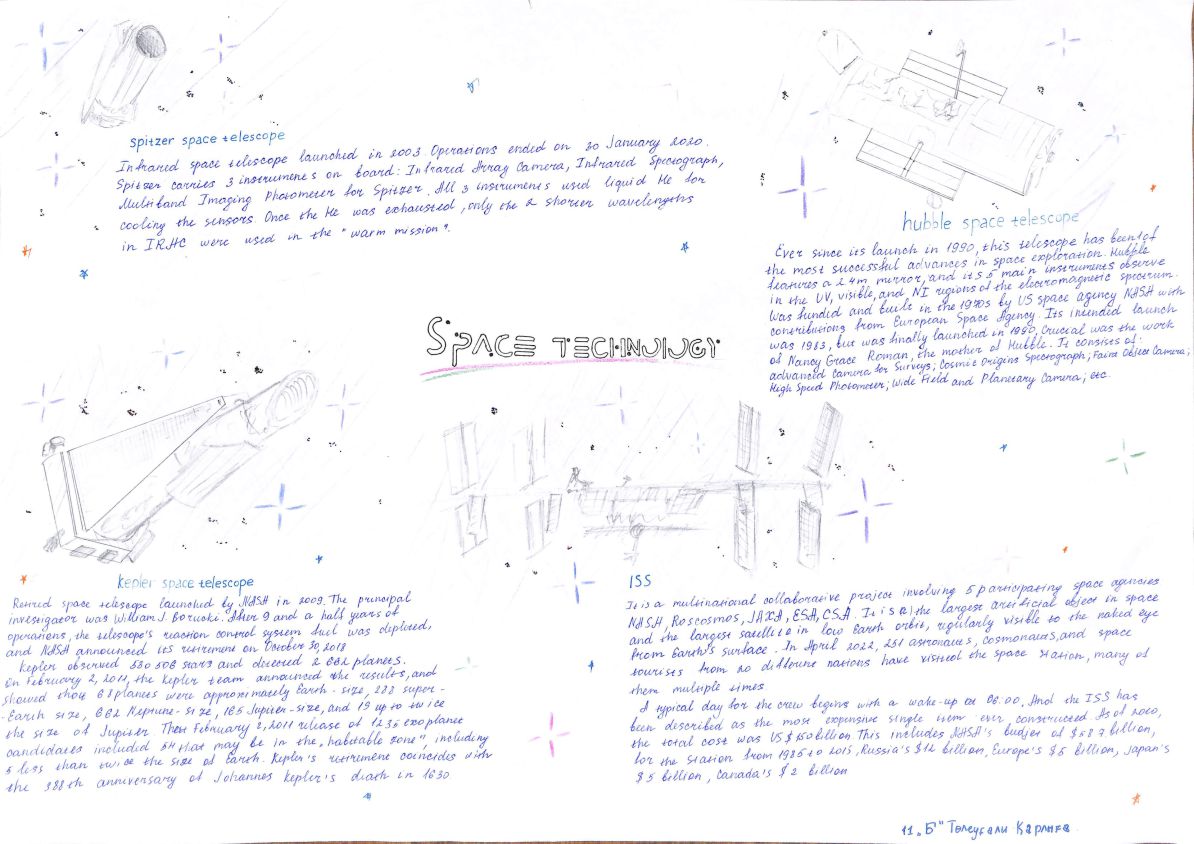 spitzer space telescope
Infrared space telescope launched in 2003. Operations ended on 30 January 2020.
Spitzer carries 3 instruments on board: Infrared Array Camera, Infrared Spectograph,
Multiband Imaging Photometer for Spitzer. All 3 instruments used liquid He for
cooling the sensors. Once the He was exhausted, only the 2 shorter wavelengths
in IRAC were used in the "warm mission".
hubble space telescope
Ever since its launch in 1990, this telescope has been 1 of
the most successful advances in space exploration. Hubble
features a 2.4m mirror, and its 5 main instruments observe
in the UV, visible, and NI regions of the electromagnetic spectrum.
Was funded and built in the 1970s by US space agency NASA with
contributions from European Space Agency. Its intended launch
was 1983, but was finally launched in 1990, Crucial was the work
of Nancy Grace Roman, the mother of Hubble. It consists of:
advanced Camera for Surveys; Cosmic Origins Spectrograph; Faint Object Camera;
High Speed Photometer; Wide Field and Planetary Camera; etc.
SPACE TECHNOLOGY
kepler space telescope
Retired space telescope launched by NASA in 2009. The principal
investigator was William J. Borucki. After 9 and a half years of
operations, the telescope's reaction control system fuel was depleted,
and NASA announced its retirement on October 30, 2018
Kepler observed 530 506 stars and detected 2 662 planets.
On February 2, 2011, the Kepler team announced the results, and
showed that 68 planets were approximately Earth-size, 288 super-
-Earth size, 662 Neptune-size, 165 Jupiter-size, and 19 up to twice
the size of Jupiter. Then February 2, 2011 release of 1235 exoplanet
candidates included 54 that may be in the „habitable zone", including
5 less than twice the size of Earth. Kepler's retirement coincides with
the 388th anniversary of Johannes Kepler's death in 1630
ISS
It is a multinational collaborative project involving 5 participating space agencies
NASA, Roscosmos, JAXA, ESA, CSA. It is the largest artificial object in space
and the largest satellite in low Earth orbit, regularly visible to the naked eye
from Earth's surface. In April 2022, 251 astronauts, cosmonauts, and space
tourists from 20 different nations have visited the space station, many of
them multiple times
A typical day for the crew begins with a wake-up at 06.00. And the ISS has
been described as the most expensive single item ever constructed As of 2010,
the total cost was US $ 150 billion This includes NASA's budget of $ 58 7 billion,
for the station from 1985 to 2015, Russia's $ 12 billion, Europe's $ 5 billion, Japan's
$ 5 billion, Canada's $ 2 billion
11 „Б" Төлеуғали Карлыға